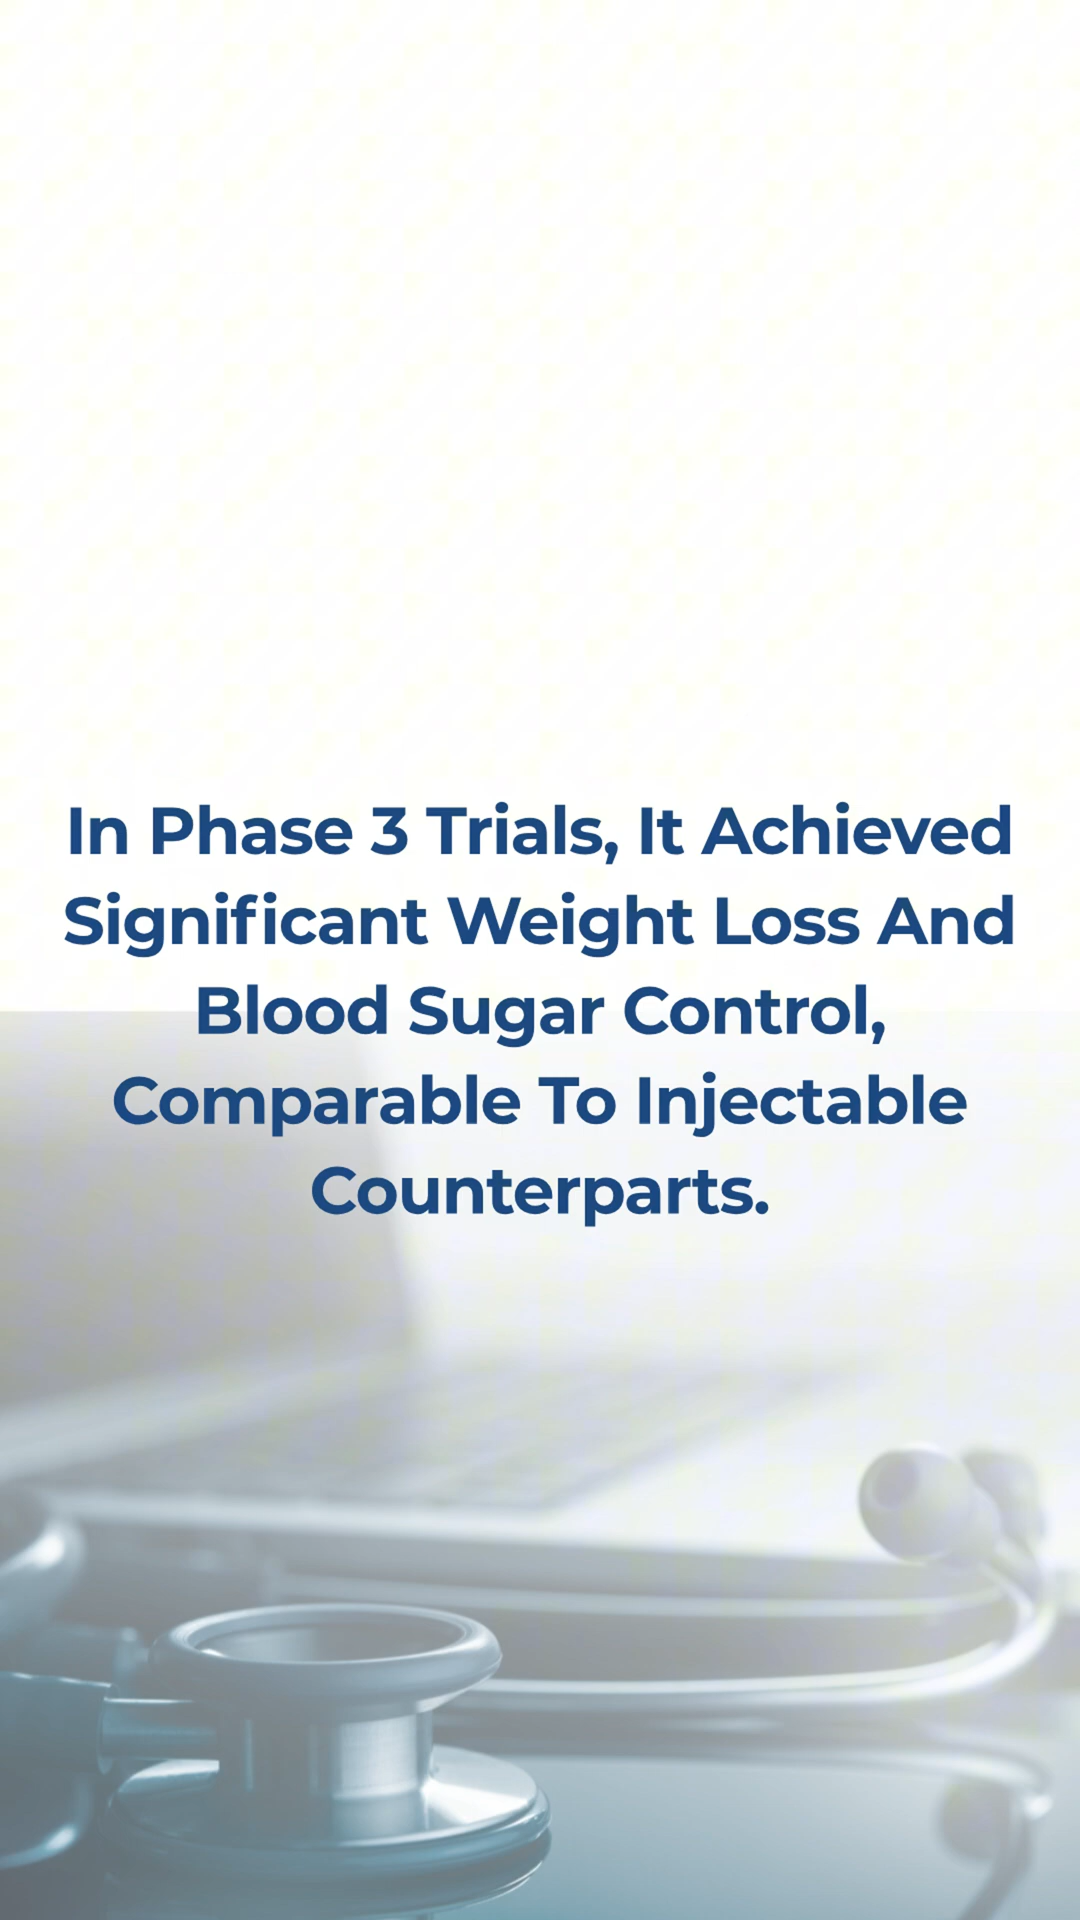 In Phase 3 Trials, It Achieved
Significant Weight Loss And
Blood Sugar Control,
Comparable To Injectable
Counterparts.